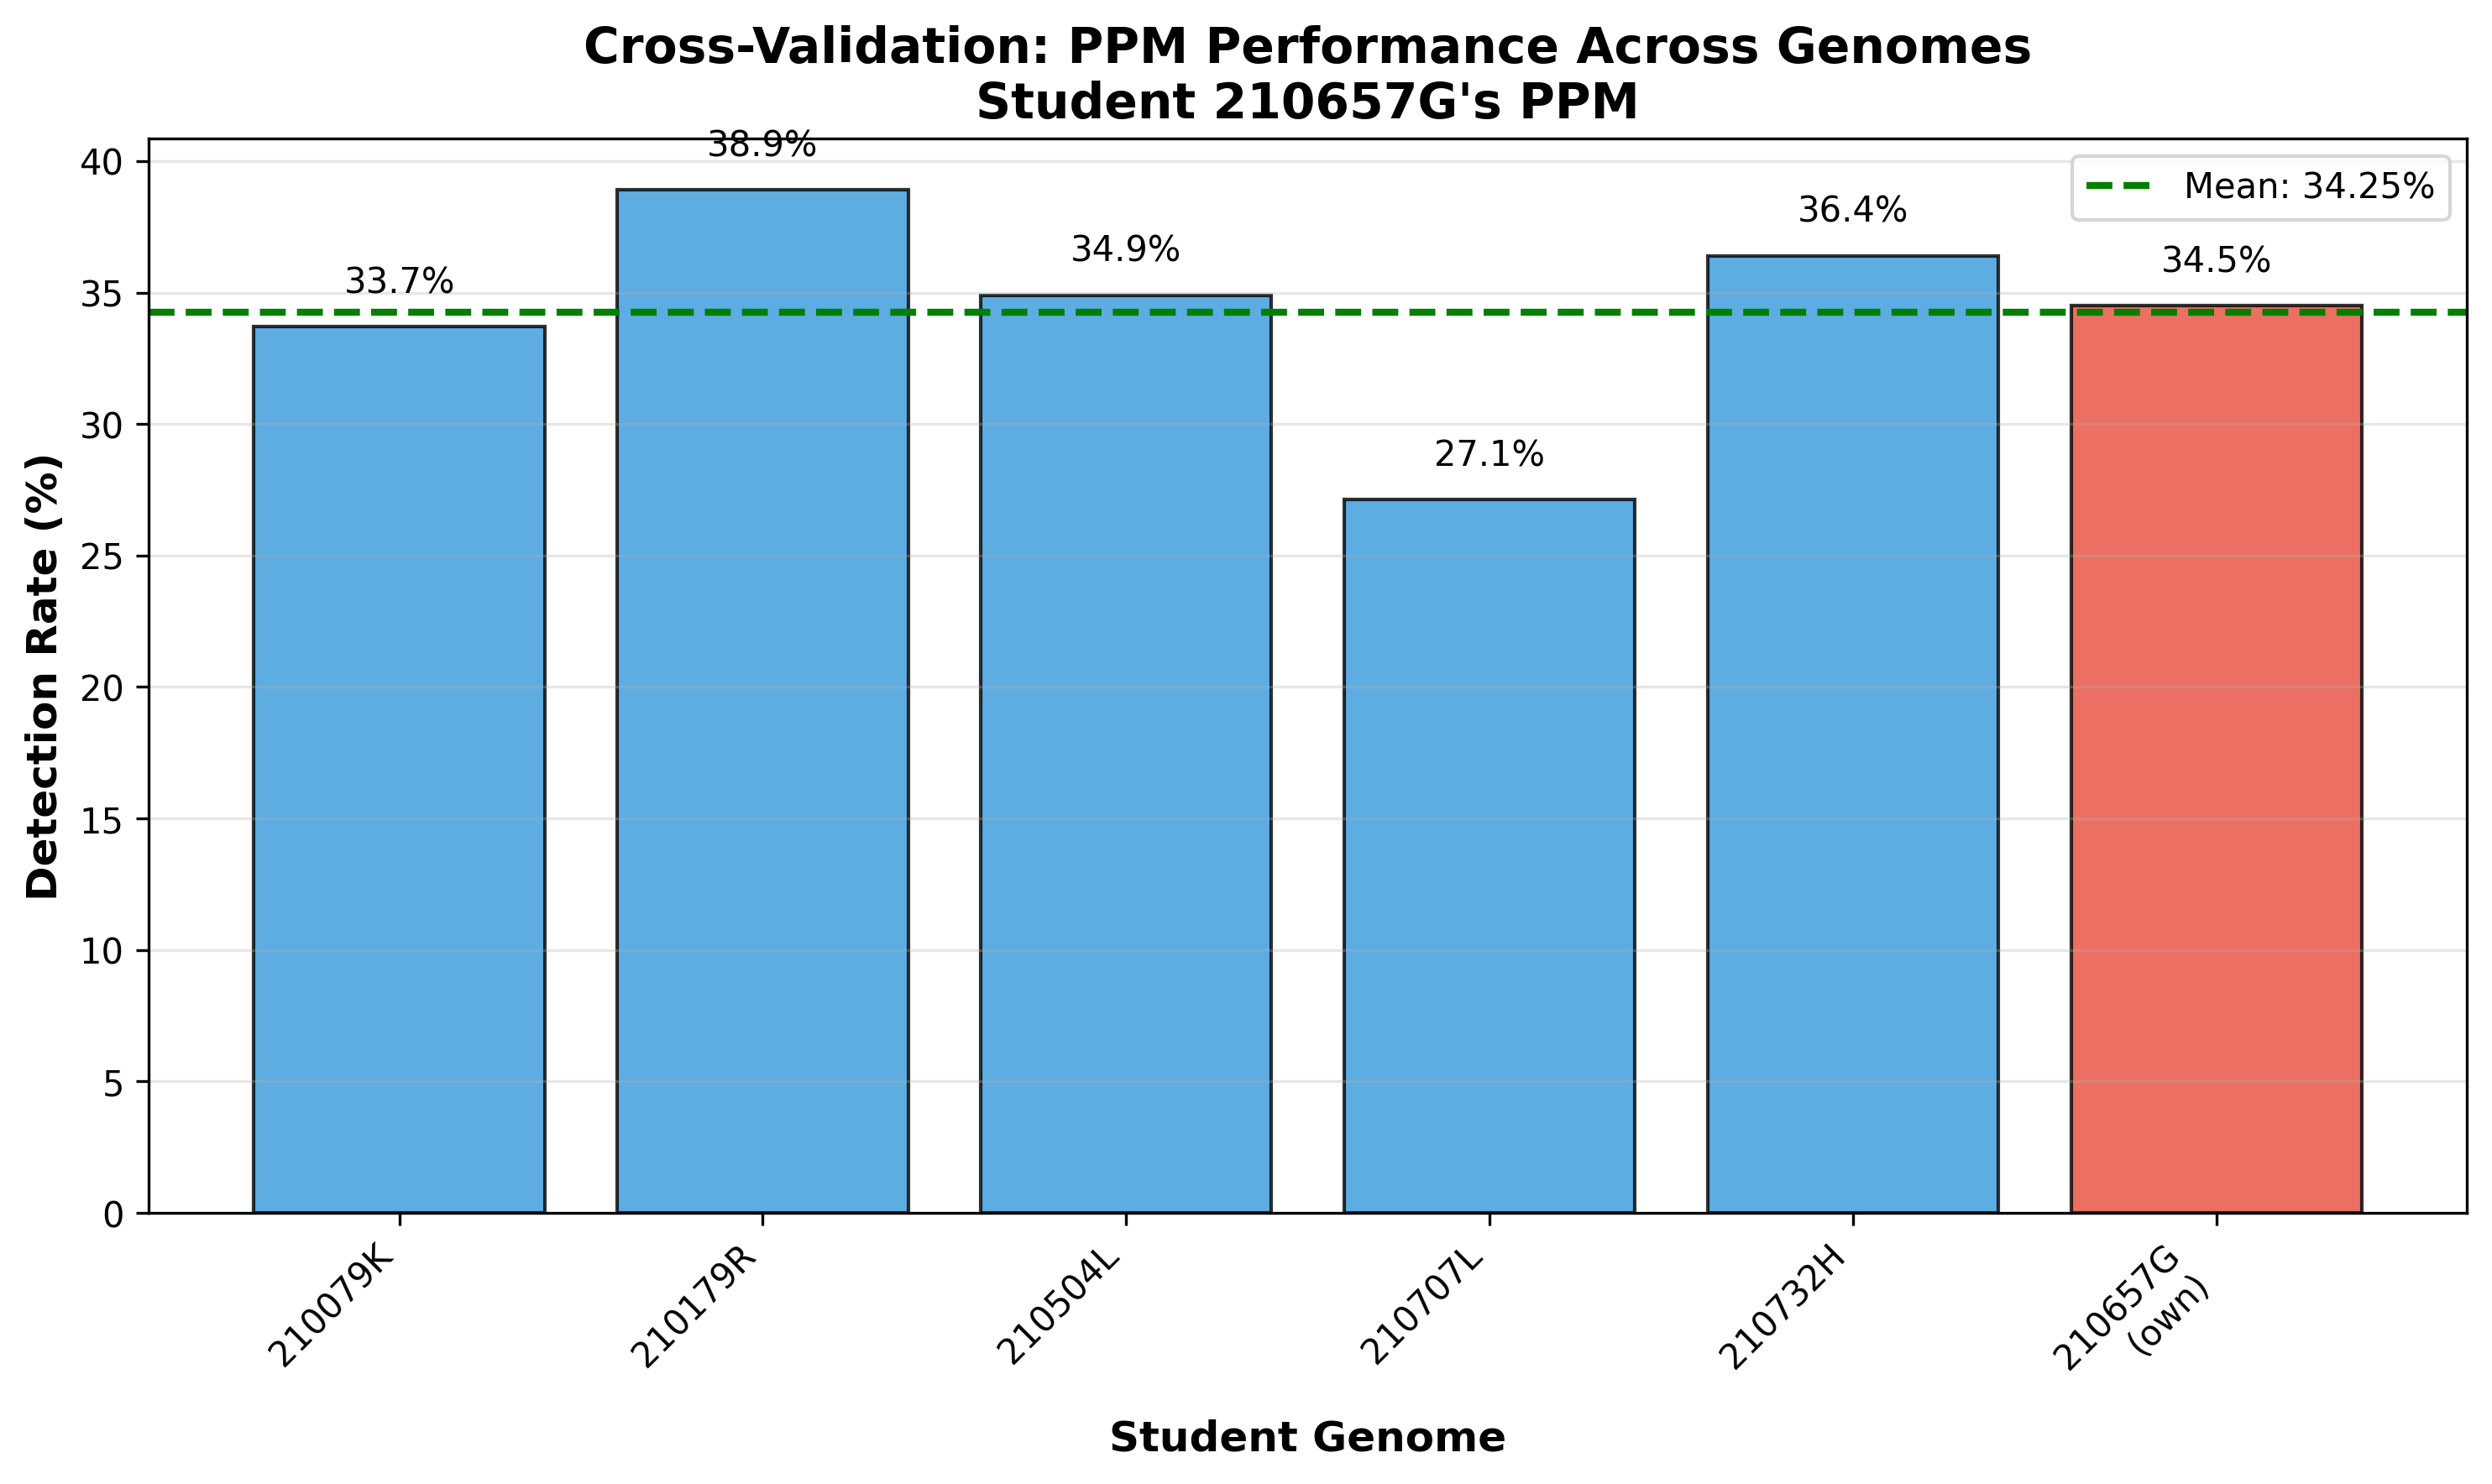 Cross-Validation: PPM Performance Across Genomes
Student 210657G's PPM
38.9%
40
Mean: 34.25%
36.4%
34.9%
34.5%
33.7%
35
30
27.1%
25
20
15
10
5
0
Detection Rate (%)
210079K
210179R
210504L
210707L
210732H
210657G
(own)
Student Genome